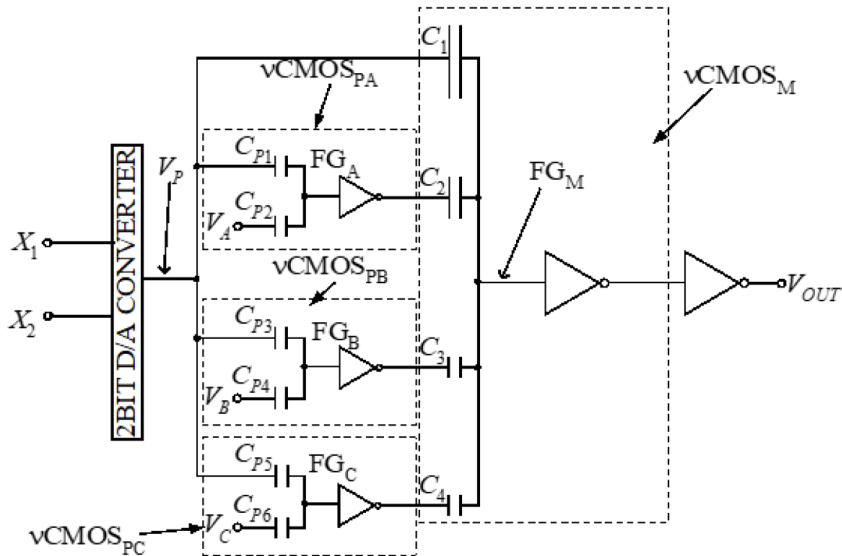 C1
νCMOSPA
νCMOSM
CP1
FGA
C2
VP
CP2
VA
FGM
X1
X2
2BIT D/A CONVERTER
νCMOSPB
VOUT
CP3
FGB
C3
CP4
VB
CP5
FGC
C4
CP6
VC
νCMOSPC